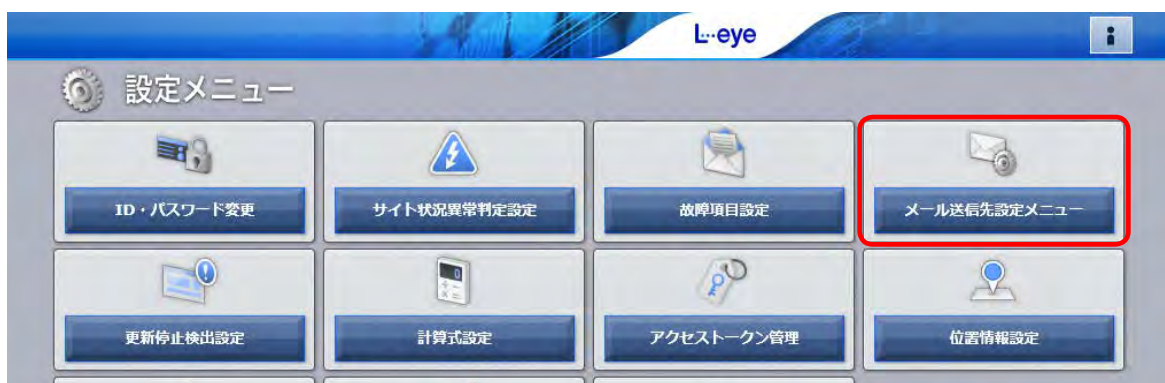 L・・・eye
設定メニュー
ID・パスワード変更
サイト状況異常判定設定
故障項目設定
メール送信先設定メニュー
更新停止検出設定
計算式設定
アクセストークン管理
位置情報設定